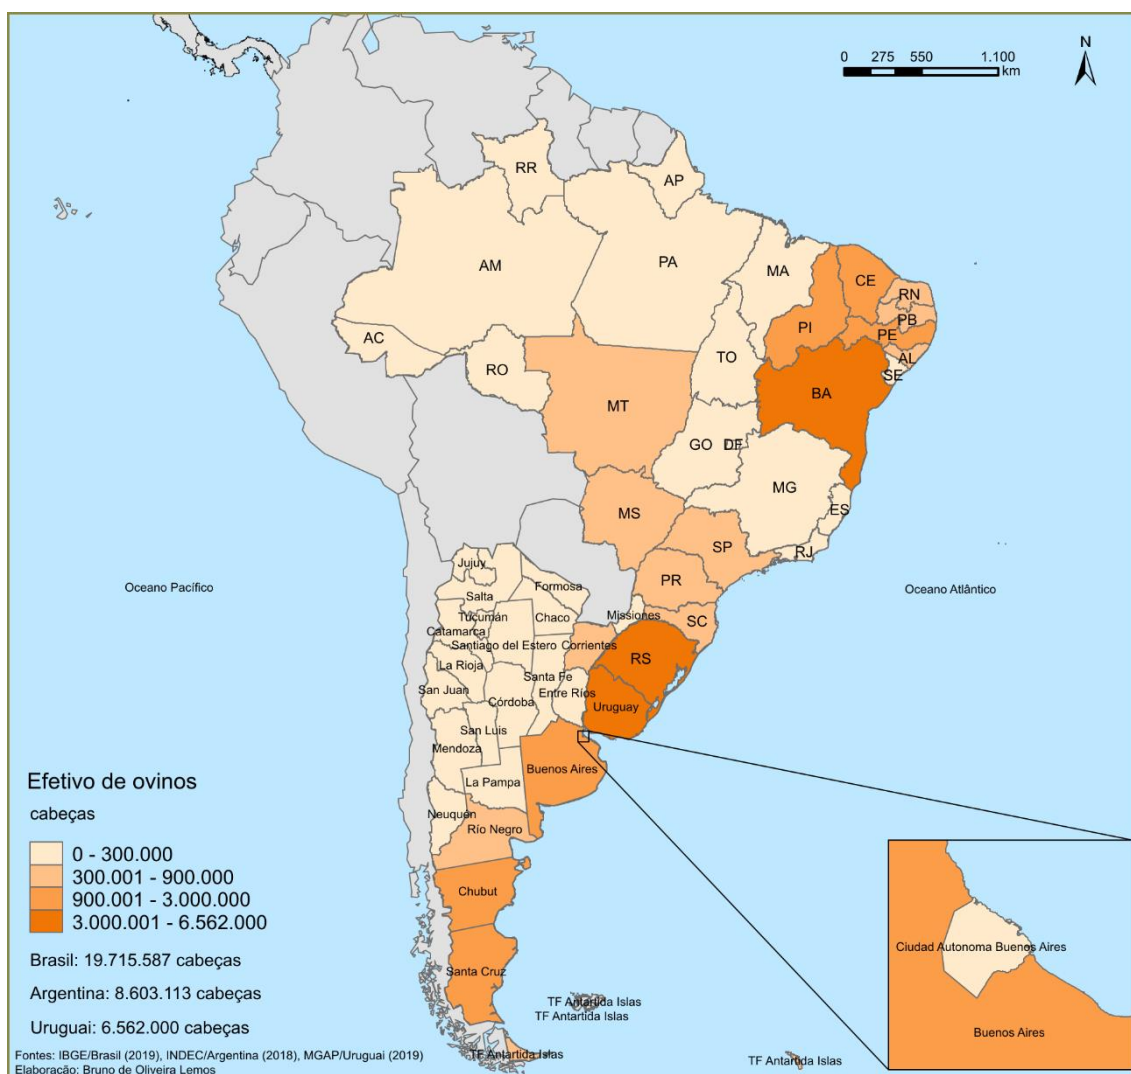 0 275 550 1.100
km
N
RR
AP
AM
PA
MA
CE
RN
PB
PI
PE
AC
AL
TO
RO
SE
BA
MT
GO
DF
MG
MS
ES
SP
RJ
Jujuy
Oceano Pacífico
Formosa
Oceano Atlântico
PR
Salta
Missiones
Tucumán
Chaco
SC
Catamarca
Santiago del Estero
Corrientes
RS
La Rioja
Santa Fe
San Juan
Entre Ríos
Córdoba
Uruguay
San Luis
Mendoza
Buenos Aires
La Pampa
Neuquén
Río Negro
Chubut
Santa Cruz
TF Antartida Islas
TF Antartida Islas
TF Antartida Islas
TF Antartida Islas
Ciudad Autonoma Buenos Aires
Buenos Aires
Efetivo de ovinos
cabeças
0 - 300.000
300.001 - 900.000
900.001 - 3.000.000
3.000.001 - 6.562.000
Brasil: 19.715.587 cabeças
Argentina: 8.603.113 cabeças
Uruguai: 6.562.000 cabeças
Fontes: IBGE/Brasil (2019), INDEC/Argentina (2018), MGAP/Uruguai (2019)
Elaboração: Bruno de Oliveira Lemos